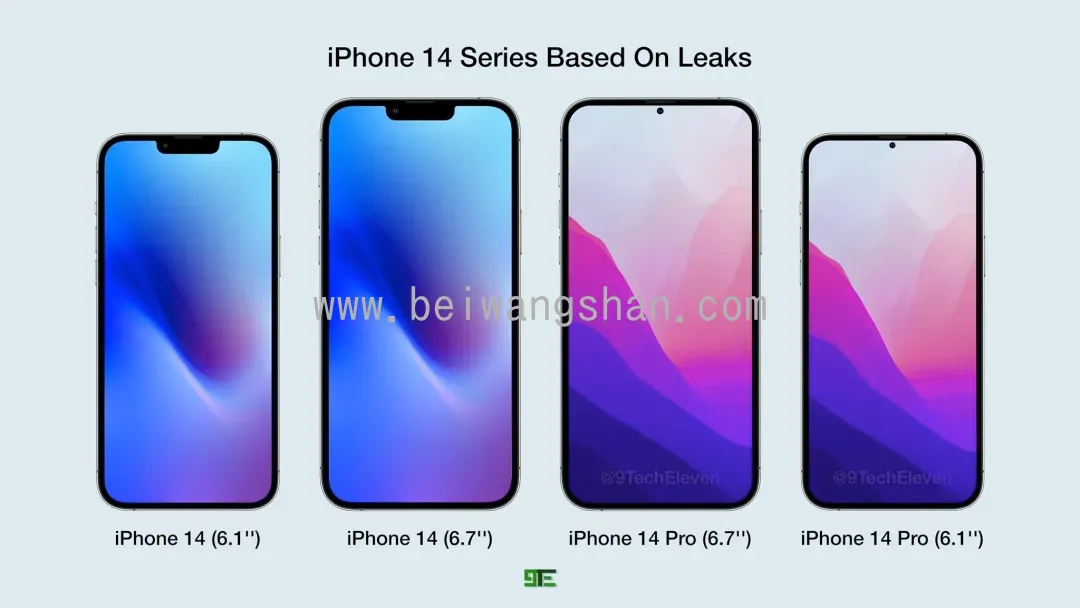 iPhone 14 Series Based On Leaks
www.beiwangshan.com
@9TechEleven
@9TechEleven
iPhone 14 (6.1'')
iPhone 14 (6.7'')
iPhone 14 Pro (6.7'')
iPhone 14 Pro (6.1'')
9TE